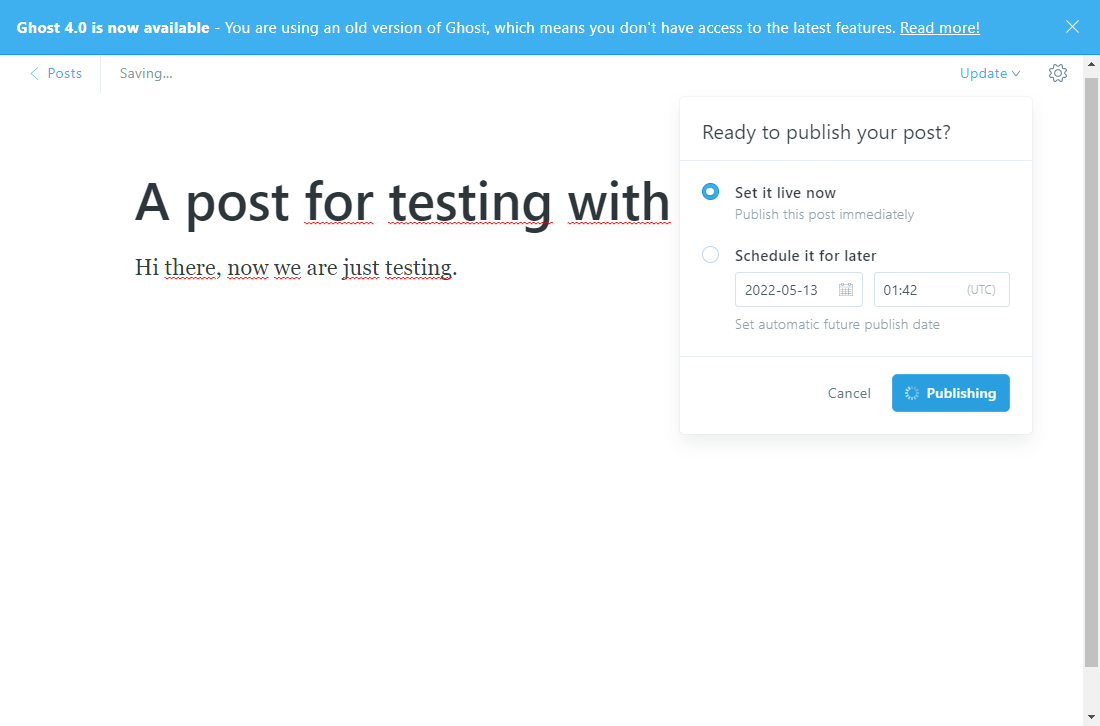 Ghost 4.0 is now available - You are using an old version of Ghost, which means you don't have access to the latest features. Read more!
Posts
Saving...
Update
Ready to publish your post?
A post for testing with
Set it live now
Publish this post immediately
Hi there, now we are just testing.
Schedule it for later
2022-05-13
01:42
(UTC)
Set automatic future publish date
Cancel
Publishing